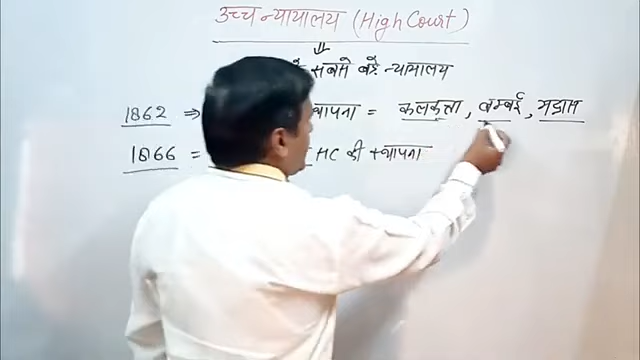 उच्च न्यायालय (High Court)
⇓
सबसे बड़े न्यायालय
1862 ⇒ स्थापना = कलकत्ता, बम्बई, मद्रास
1866 = HC की स्थापना